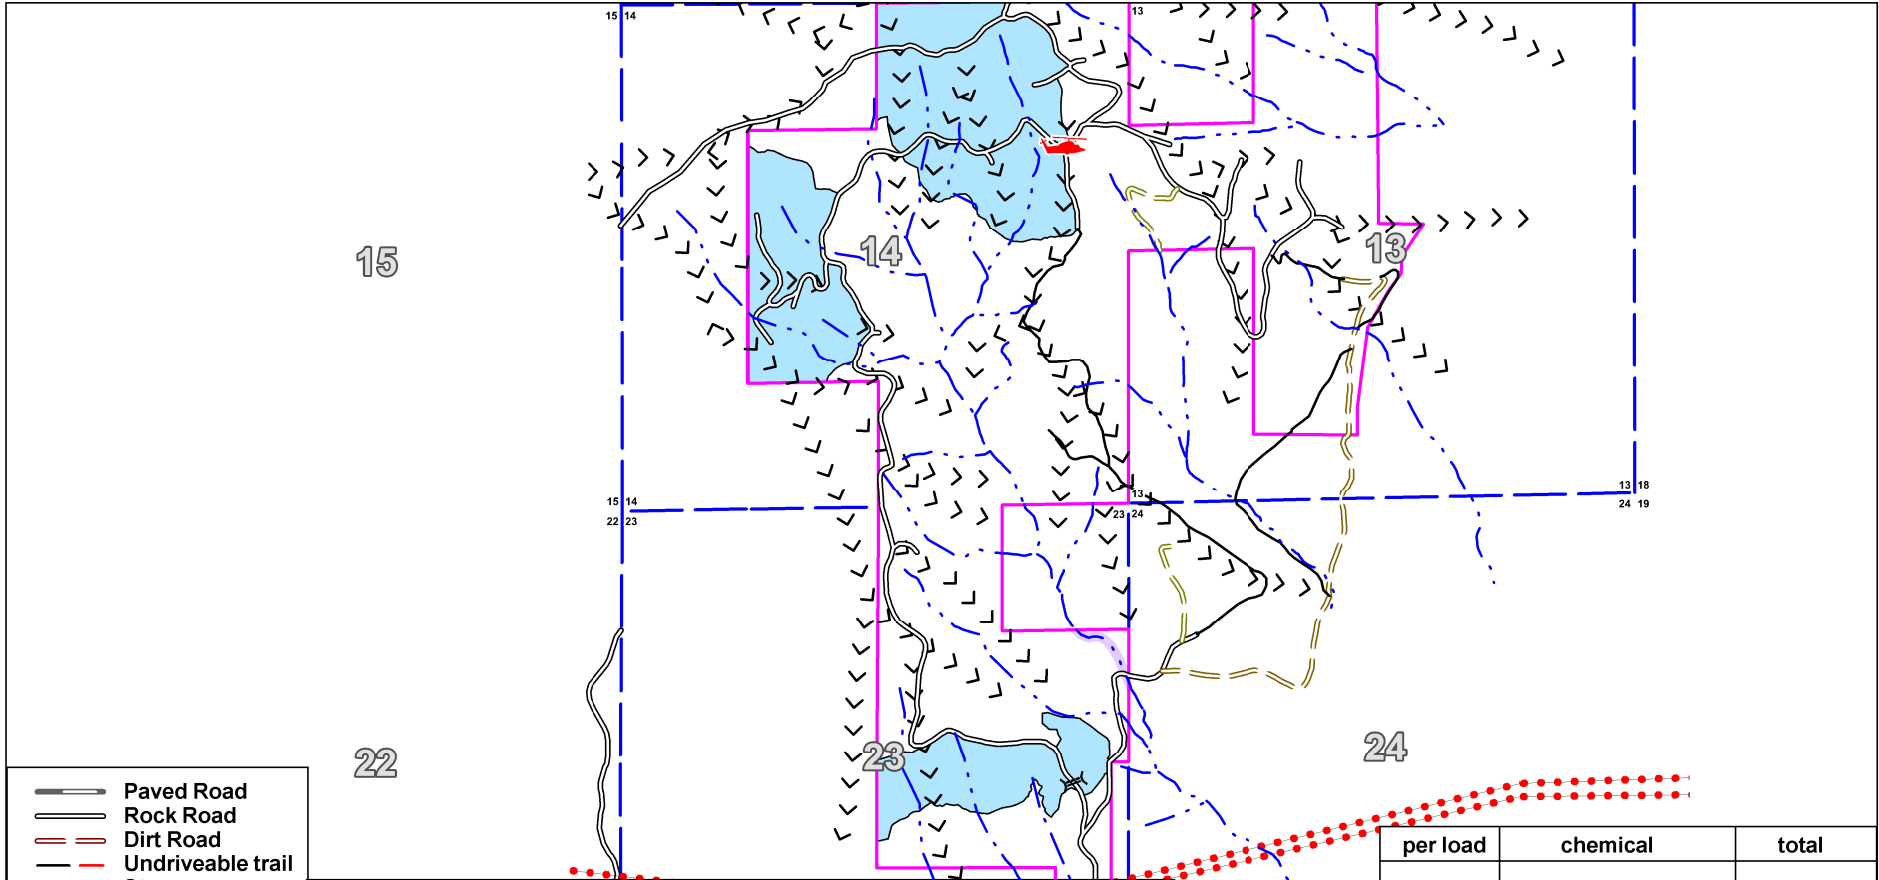 15 14
13
15
14
13
15 14
22 23
13
23 24
13 18
24 19
22
23
24
Paved Road
Rock Road
Dirt Road
Undriveable trail
per load
chemical
total